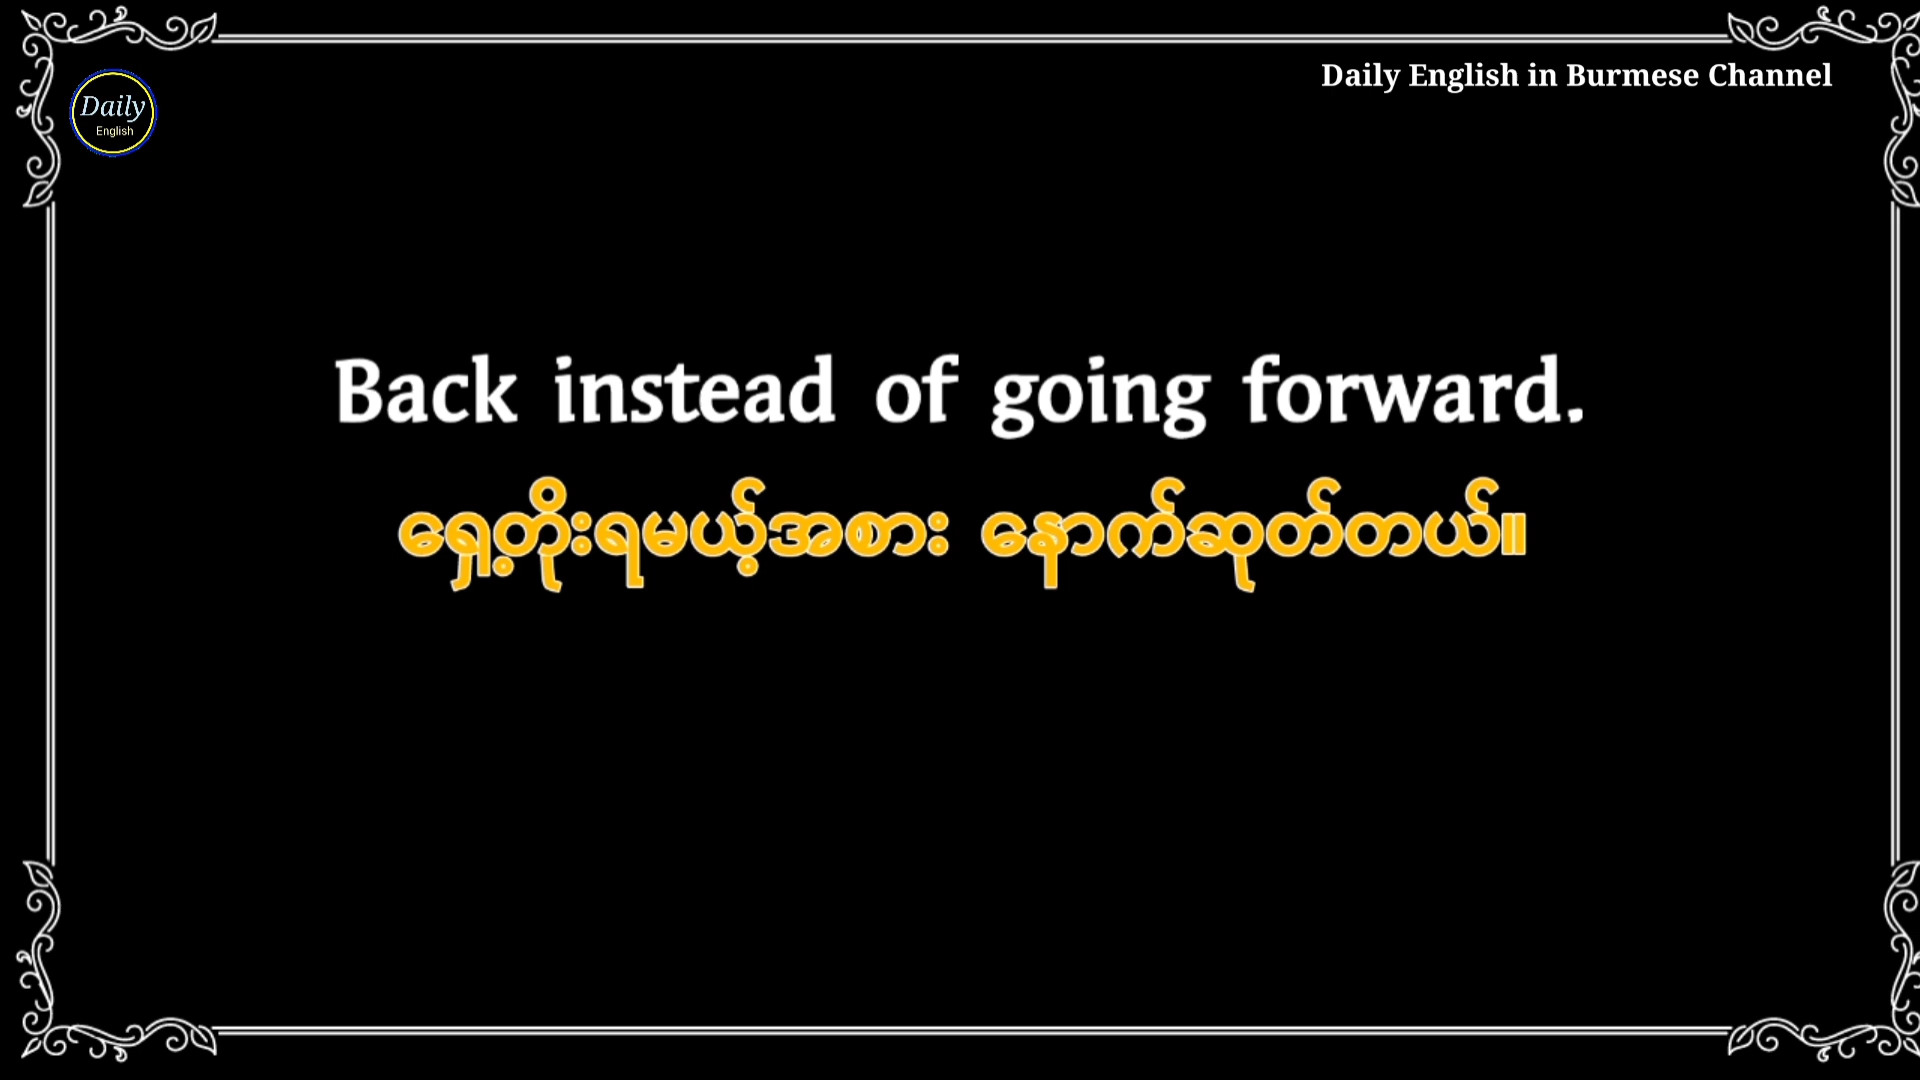 Daily English in Burmese Channel
Daily
English
Back instead of going forward.
ရှေ့တိုးရမယ့်အစား နောက်ဆုတ်တယ်။